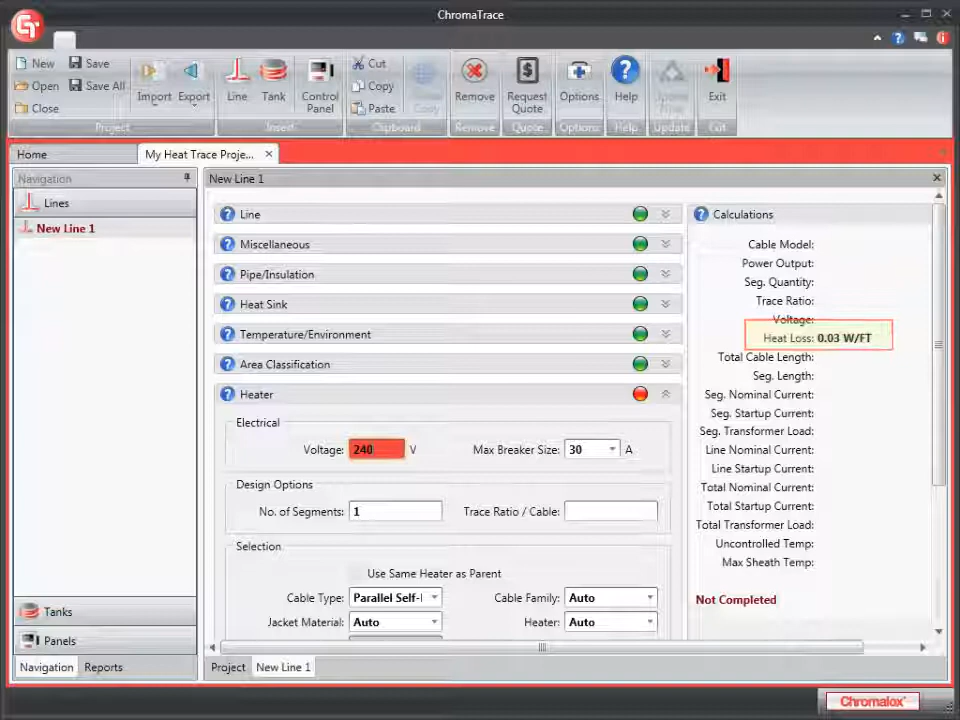 ChromaTrace
New Save
Open Save All
Close
Import Export
Project
Line Tank Control Panel
Insert
Cut
Copy
Paste
Clipboard
Remove
Remove
Request Quote
Quote
Options
Options
Help
Help
Update
Exit
Exit
Home My Heat Trace Proje...
Navigation
Lines
New Line 1
Tanks
Panels
Navigation Reports
New Line 1
Line
Miscellaneous
Pipe/Insulation
Heat Sink
Temperature/Environment
Area Classification
Heater
Electrical
Voltage: 240 V Max Breaker Size: 30 A
Design Options
No. of Segments: 1 Trace Ratio / Cable:
Selection
Use Same Heater as Parent
Cable Type: Parallel Self-l Cable Family: Auto
Jacket Material: Auto Heater: Auto
Calculations
Cable Model:
Power Output:
Seg. Quantity:
Trace Ratio:
Voltage:
Heat Loss: 0.03 W/FT
Total Cable Length:
Seg. Length:
Seg. Nominal Current:
Seg. Startup Current:
Seg. Transformer Load:
Line Nominal Current:
Line Startup Current:
Total Nominal Current:
Total Startup Current:
Total Transformer Load:
Uncontrolled Temp:
Max Sheath Temp:
Not Completed
Project New Line 1
Chromalox